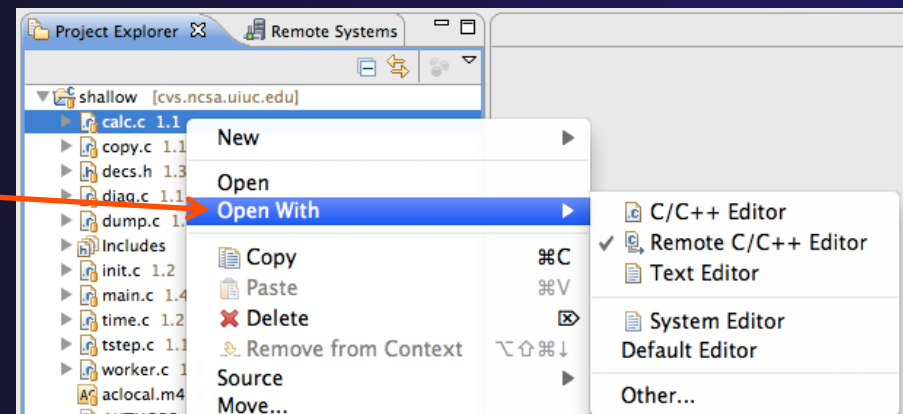 Project Explorer
Remote Systems
shallow [cvs.ncsa.uiuc.edu]
calc.c 1.1
copy.c 1.1
decs.h 1.3
diag.c 1.1
dump.c 1.
Includes
init.c 1.2
main.c 1.4
time.c 1.2
tstep.c 1.1
worker.c 1
aclocal.m4
New
Open
Open With
Copy ⌘C
Paste ⌘V
Delete ⌦
Remove from Context ⌥⇧⌘↓
Source
Move...
C/C++ Editor
✓ Remote C/C++ Editor
Text Editor
System Editor
Default Editor
Other...